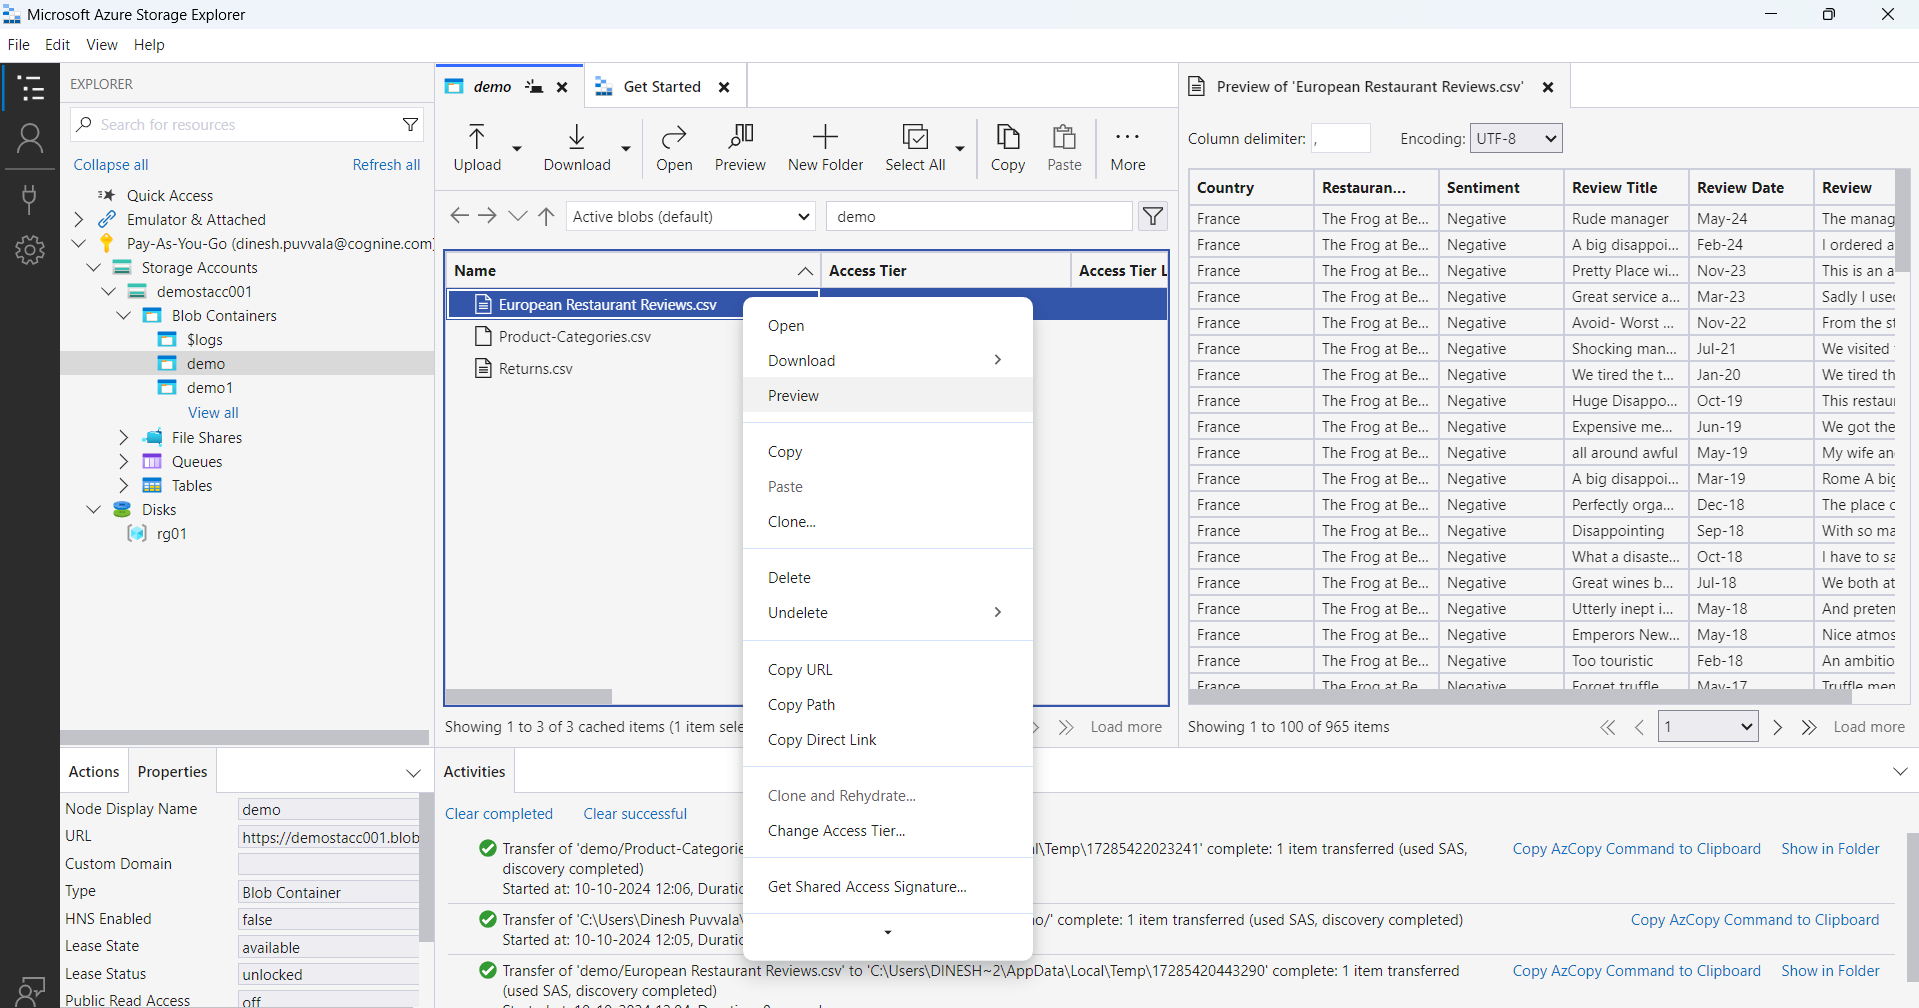 Microsoft Azure Storage Explorer
File Edit View Help
EXPLORER
Search for resources
Collapse all Refresh all
Quick Access
Emulator & Attached
Pay-As-You-Go (dinesh.puvvala@cognine.com)
Storage Accounts
demostacc001
Blob Containers
$logs
demo
demo1
View all
File Shares
Queues
Tables
Disks
rg01
demo Get Started
Upload Download Open Preview New Folder Select All Copy Paste More
Active blobs (default) demo
Name Access Tier Access Tier L
European Restaurant Reviews.csv
Product-Categories.csv
Returns.csv
Open
Download
Preview
Copy
Paste
Clone...
Delete
Undelete
Copy URL
Copy Path
Copy Direct Link
Clone and Rehydrate...
Change Access Tier...
Get Shared Access Signature...
Showing 1 to 3 of 3 cached items (1 item sele Load more
Preview of 'European Restaurant Reviews.csv'
Column delimiter: , Encoding: UTF-8
Country Restauran... Sentiment Review Title Review Date Review
France The Frog at Be... Negative Rude manager May-24 The manag
France The Frog at Be... Negative A big disappoi... Feb-24 I ordered a
France The Frog at Be... Negative Pretty Place wi... Nov-23 This is an a
France The Frog at Be... Negative Great service a... Mar-23 Sadly I used
France The Frog at Be... Negative Avoid- Worst ... Nov-22 From the st
France The Frog at Be... Negative Shocking man... Jul-21 We visited
France The Frog at Be... Negative We tired the t... Jan-20 We tired th
France The Frog at Be... Negative Huge Disappo... Oct-19 This restau
France The Frog at Be... Negative Expensive me... Jun-19 We got the
France The Frog at Be... Negative all around awful May-19 My wife an
France The Frog at Be... Negative A big disappoi... Mar-19 Rome A big
France The Frog at Be... Negative Perfectly orga... Dec-18 The place c
France The Frog at Be... Negative Disappointing Sep-18 With so ma
France The Frog at Be... Negative What a disaste... Oct-18 I have to sa
France The Frog at Be... Negative Great wines b... Jul-18 We both at
France The Frog at Be... Negative Utterly inept i... May-18 And preten
France The Frog at Be... Negative Emperors New... May-18 Nice atmos
France The Frog at Be... Negative Too touristic Feb-18 An ambitio
France The Frog at Be... Negative Forget truffle... May-17 Truffle men
Showing 1 to 100 of 965 items 1 Load more
Actions Properties
Node Display Name demo
URL https://demostacc001.blob
Custom Domain
Type Blob Container
HNS Enabled false
Lease State available
Lease Status unlocked
Public Read Access off
Activities
Clear completed Clear successful
Transfer of 'demo/Product-Categorie l\Temp\17285422023241' complete: 1 item transferred (used SAS, Copy AzCopy Command to Clipboard Show in Folder
discovery completed)
Started at: 10-10-2024 12:06, Duratic
Transfer of 'C:\Users\Dinesh Puvvala\ no/' complete: 1 item transferred (used SAS, discovery completed) Copy AzCopy Command to Clipboard
Started at: 10-10-2024 12:05, Duratic
Transfer of 'demo/European Restaurant Reviews.csv' to 'C:\Users\DINESH~2\AppData\Local\Temp\17285420443290' complete: 1 item transferred Copy AzCopy Command to Clipboard Show in Folder
(used SAS, discovery completed)